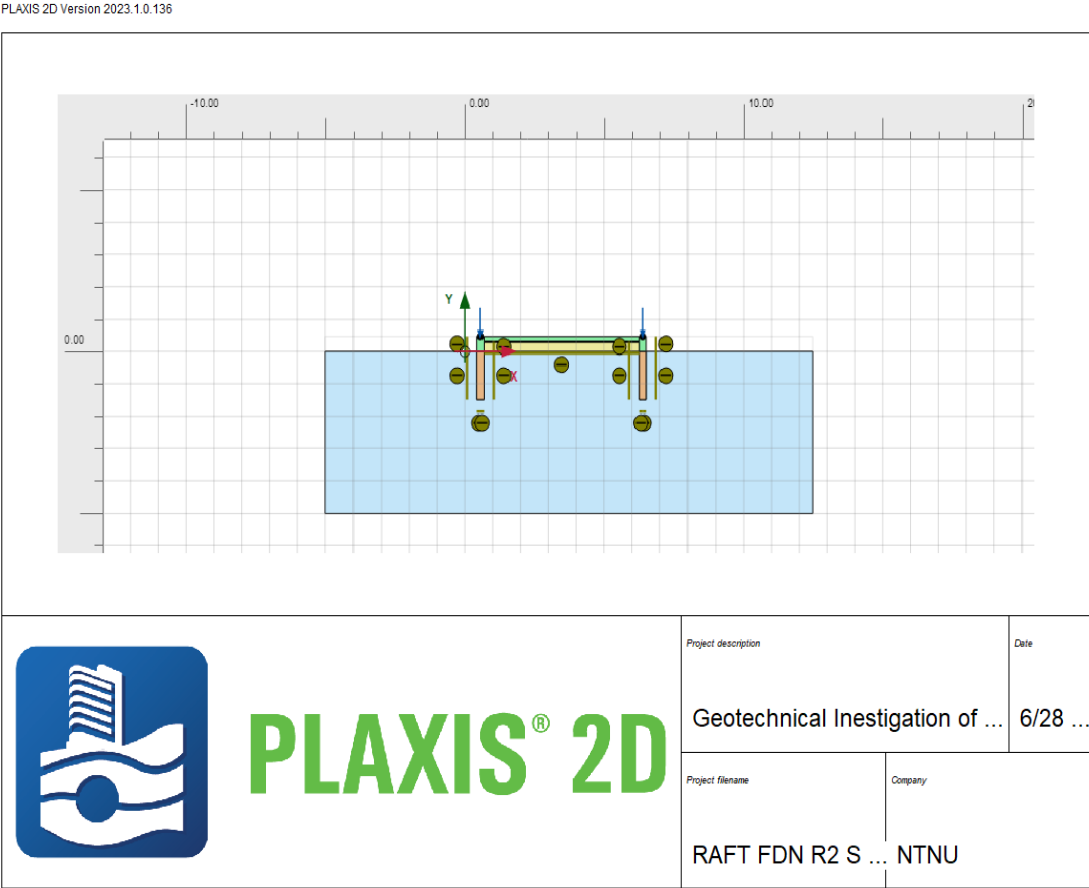 PLAXIS 2D Version 2023.1.0.136
-10.00
0.00
10.00
0.00
Y
X
PLAXIS® 2D
Project description
Date
Geotechnical Inestigation of ...
6/28 ...
Project filename
Company
RAFT FDN R2 S ...
NTNU